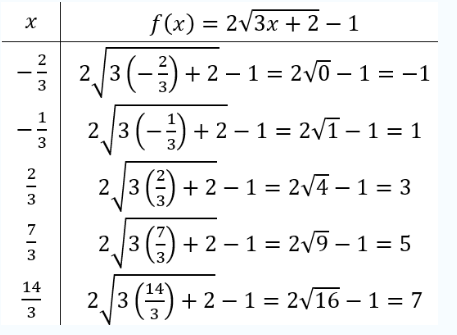 x f(x) = 2√(3x + 2) − 1
−2/3 2√(3(−2/3) + 2) − 1 = 2√0 − 1 = −1
−1/3 2√(3(−1/3) + 2) − 1 = 2√1 − 1 = 1
2/3 2√(3(2/3) + 2) − 1 = 2√4 − 1 = 3
7/3 2√(3(7/3) + 2) − 1 = 2√9 − 1 = 5
14/3 2√(3(14/3) + 2) − 1 = 2√16 − 1 = 7